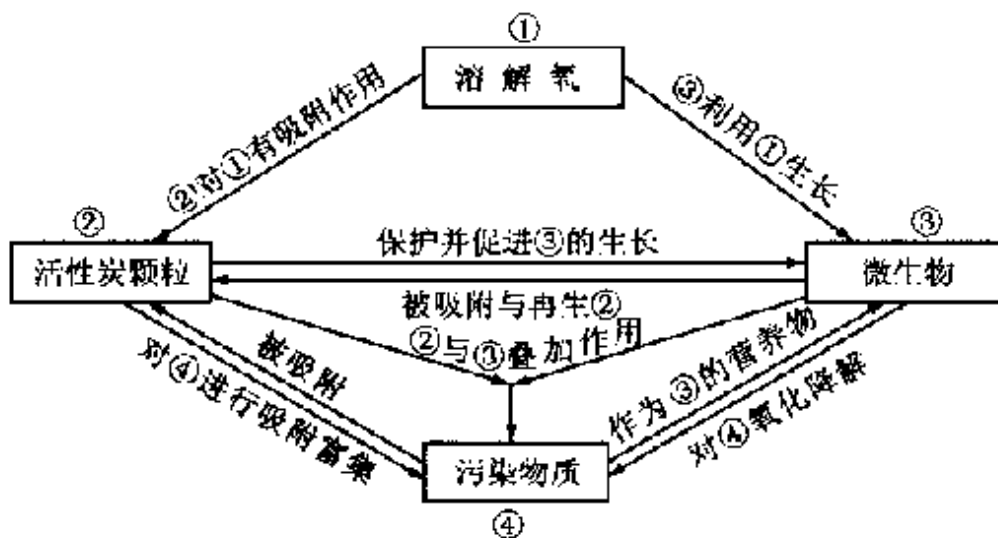 ①
溶解氧
②对①有吸附作用
③利用①生长
②
③
活性炭颗粒
保护并促进③的生长
微生物
被吸附与再生②
②与③叠加作用
被吸附
对④进行吸附富集
作为③的营养物
对④氧化降解
污染物质
④